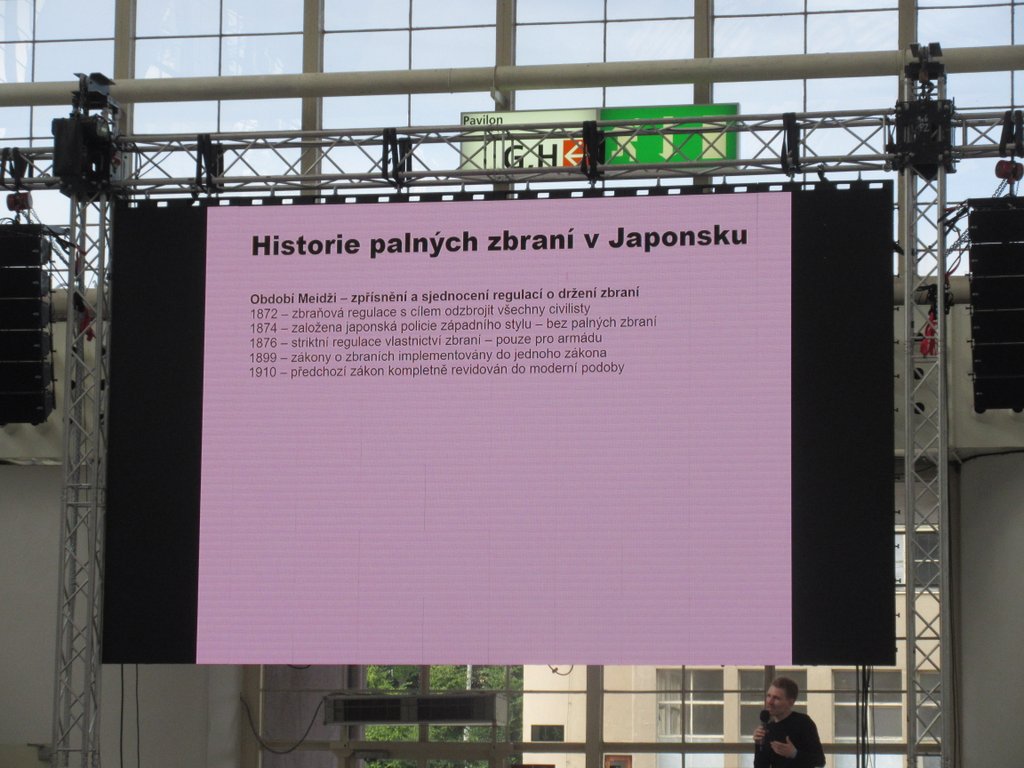 Pavilon
G, H
Historie palných zbraní v Japonsku
Období Meidži – zpřísnění a sjednocení regulací o držení zbraní
1872 – zbraňová regulace s cílem odzbrojit všechny civilisty
1874 – založena japonská policie západního stylu – bez palných zbraní
1876 – striktní regulace vlastnictví zbraní – pouze pro armádu
1899 – zákony o zbraních implementovány do jednoho zákona
1910 – předchozí zákon kompletně revidován do moderní podoby